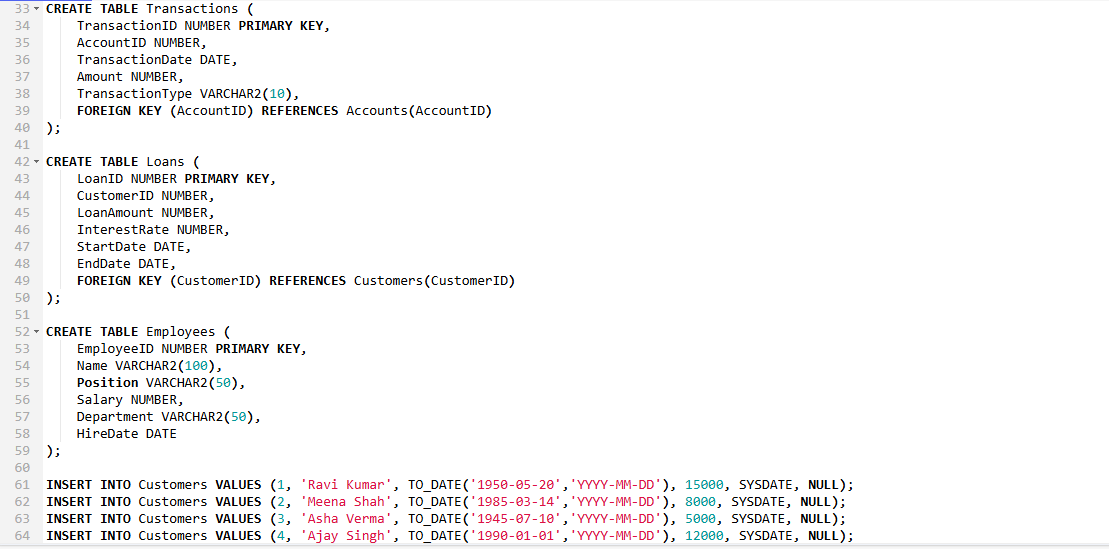 33 CREATE TABLE Transactions (
34 TransactionID NUMBER PRIMARY KEY,
35 AccountID NUMBER,
36 TransactionDate DATE,
37 Amount NUMBER,
38 TransactionType VARCHAR2(10),
39 FOREIGN KEY (AccountID) REFERENCES Accounts(AccountID)
40 );
41
42 CREATE TABLE Loans (
43 LoanID NUMBER PRIMARY KEY,
44 CustomerID NUMBER,
45 LoanAmount NUMBER,
46 InterestRate NUMBER,
47 StartDate DATE,
48 EndDate DATE,
49 FOREIGN KEY (CustomerID) REFERENCES Customers(CustomerID)
50 );
51
52 CREATE TABLE Employees (
53 EmployeeID NUMBER PRIMARY KEY,
54 Name VARCHAR2(100),
55 Position VARCHAR2(50),
56 Salary NUMBER,
57 Department VARCHAR2(50),
58 HireDate DATE
59 );
60
61 INSERT INTO Customers VALUES (1, 'Ravi Kumar', TO_DATE('1950-05-20','YYYY-MM-DD'), 15000, SYSDATE, NULL);
62 INSERT INTO Customers VALUES (2, 'Meena Shah', TO_DATE('1985-03-14','YYYY-MM-DD'), 8000, SYSDATE, NULL);
63 INSERT INTO Customers VALUES (3, 'Asha Verma', TO_DATE('1945-07-10','YYYY-MM-DD'), 5000, SYSDATE, NULL);
64 INSERT INTO Customers VALUES (4, 'Ajay Singh', TO_DATE('1990-01-01','YYYY-MM-DD'), 12000, SYSDATE, NULL);